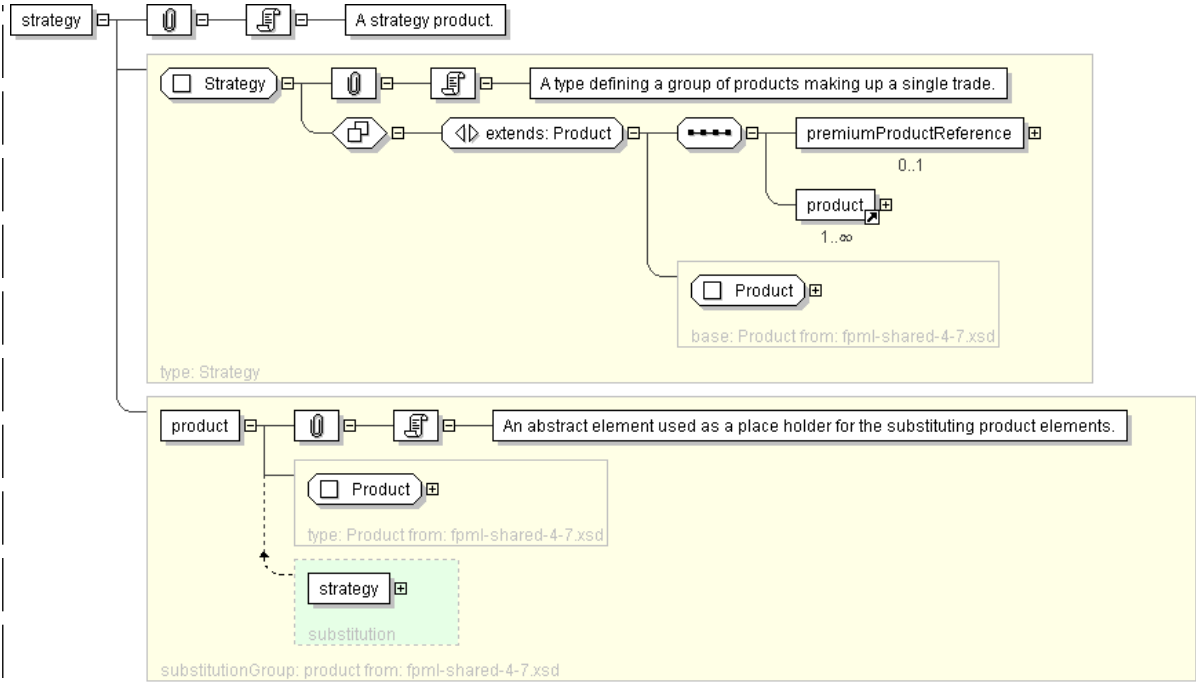 strategy
A strategy product.
Strategy
A type defining a group of products making up a single trade.
extends: Product
premiumProductReference
0..1
product
1..∞
Product
base: Product from: fpml-shared-4-7.xsd
type: Strategy
product
An abstract element used as a place holder for the substituting product elements.
Product
type: Product from: fpml-shared-4-7.xsd
strategy
substitution
substitutionGroup: product from: fpml-shared-4-7.xsd